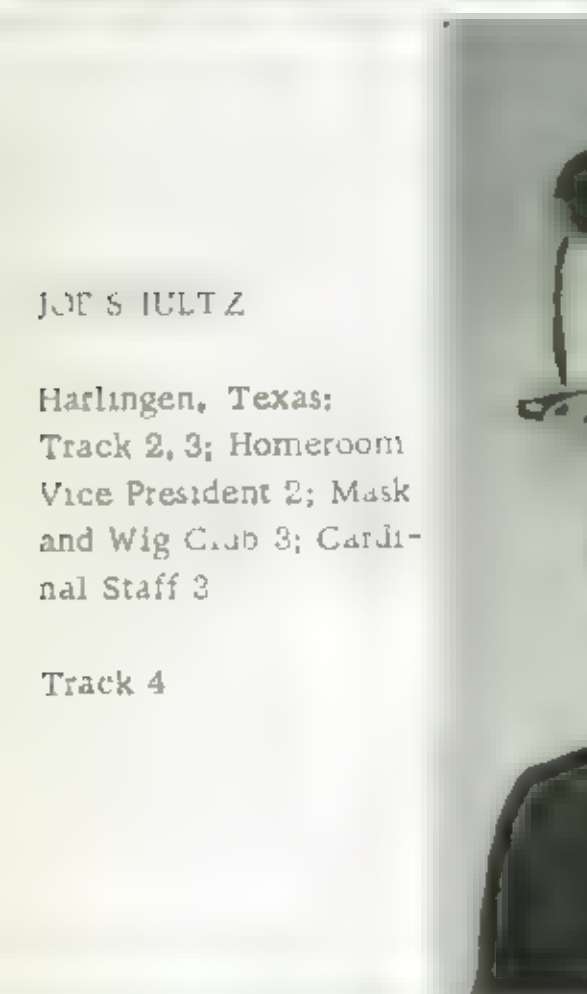 JOE SHULTZ
Harlingen, Texas:
Track 2, 3; Homeroom
Vice President 2; Mask
and Wig Club 3; Cardi-
nal Staff 3
Track 4